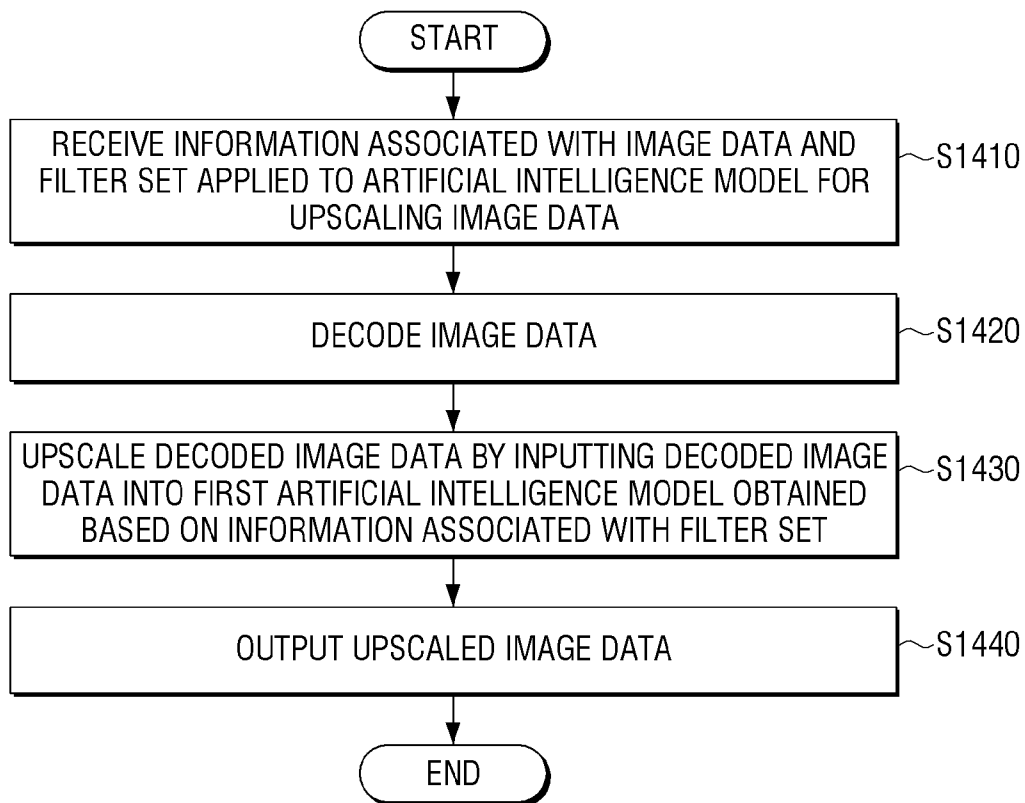 START
RECEIVE INFORMATION ASSOCIATED WITH IMAGE DATA AND
FILTER SET APPLIED TO ARTIFICIAL INTELLIGENCE MODEL FOR
UPSCALING IMAGE DATA
S1410
DECODE IMAGE DATA
S1420
UPSCALE DECODED IMAGE DATA BY INPUTTING DECODED IMAGE
DATA INTO FIRST ARTIFICIAL INTELLIGENCE MODEL OBTAINED
BASED ON INFORMATION ASSOCIATED WITH FILTER SET
S1430
OUTPUT UPSCALED IMAGE DATA
S1440
END